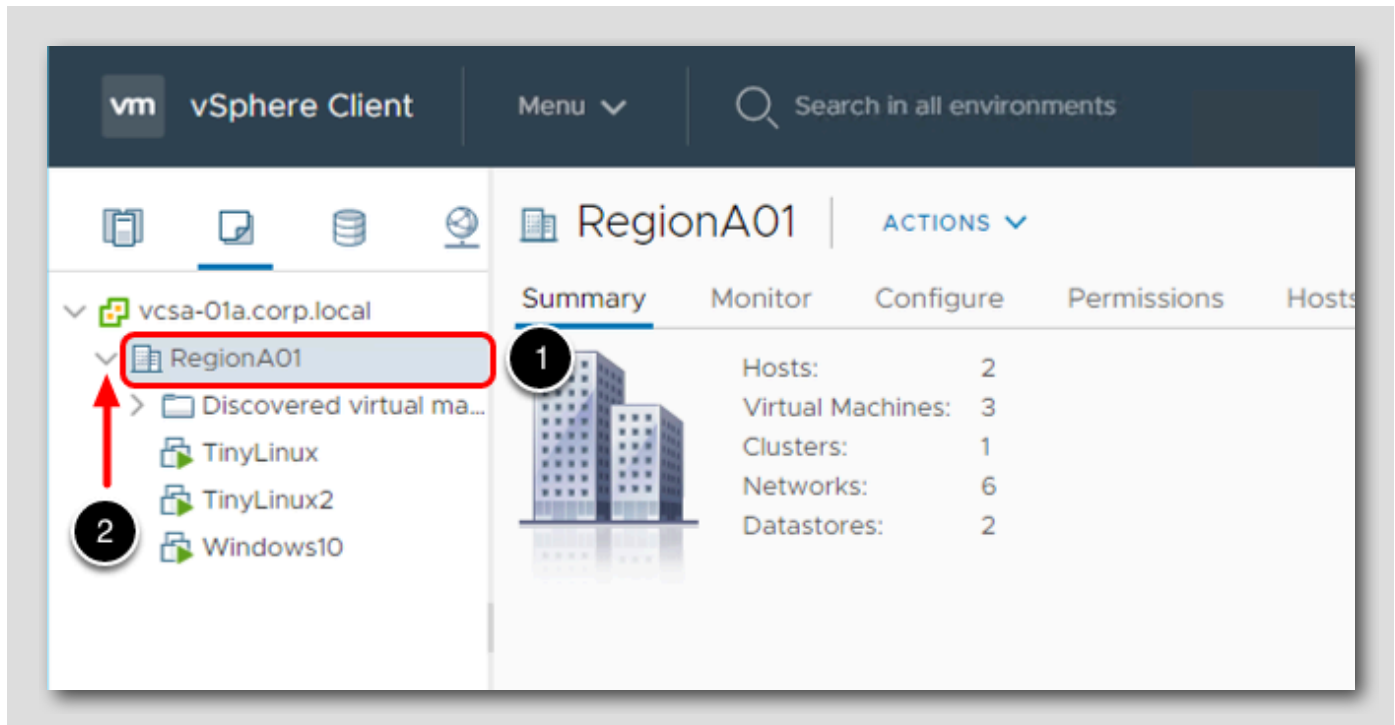 vm vSphere Client Menu Search in all environments
RegionA01 ACTIONS
Summary Monitor Configure Permissions Hosts
vcsa-01a.corp.local
RegionA01
Discovered virtual ma...
TinyLinux
TinyLinux2
Windows10
1
2
Hosts: 2
Virtual Machines: 3
Clusters: 1
Networks: 6
Datastores: 2